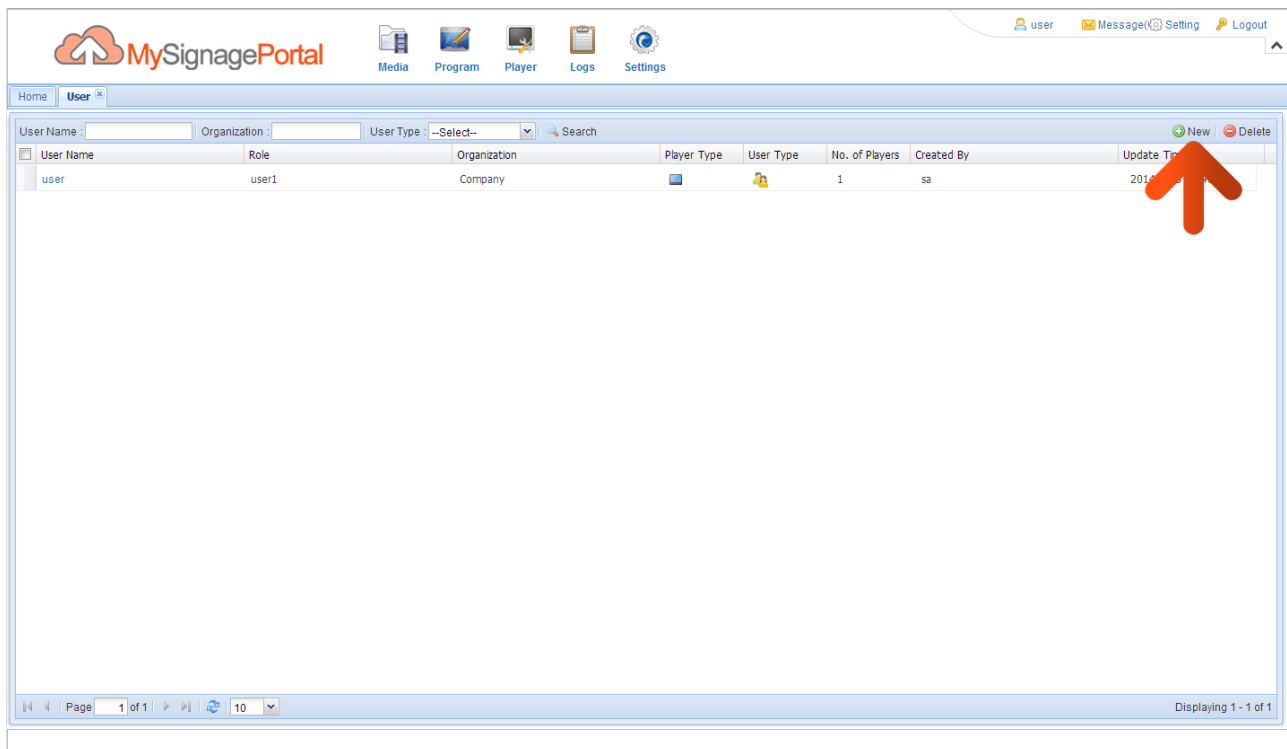 user Message( Setting Logout
MySignagePortal
Media Program Player Logs Settings
Home User
User Name : Organization : User Type : --Select-- Search New Delete
User Name Role Organization Player Type User Type No. of Players Created By Update
user user1 Company 1 sa
Page 1 of 1 10 Displaying 1 - 1 of 1